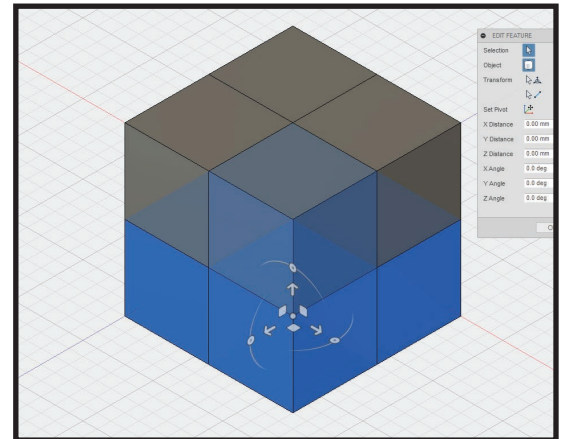 EDIT FEATURE
Selection
Object
Transform
Set Pivot
X Distance 0.00 mm
Y Distance 0.00 mm
Z Distance 0.00 mm
X Angle 0.0 deg
Y Angle 0.0 deg
Z Angle 0.0 deg